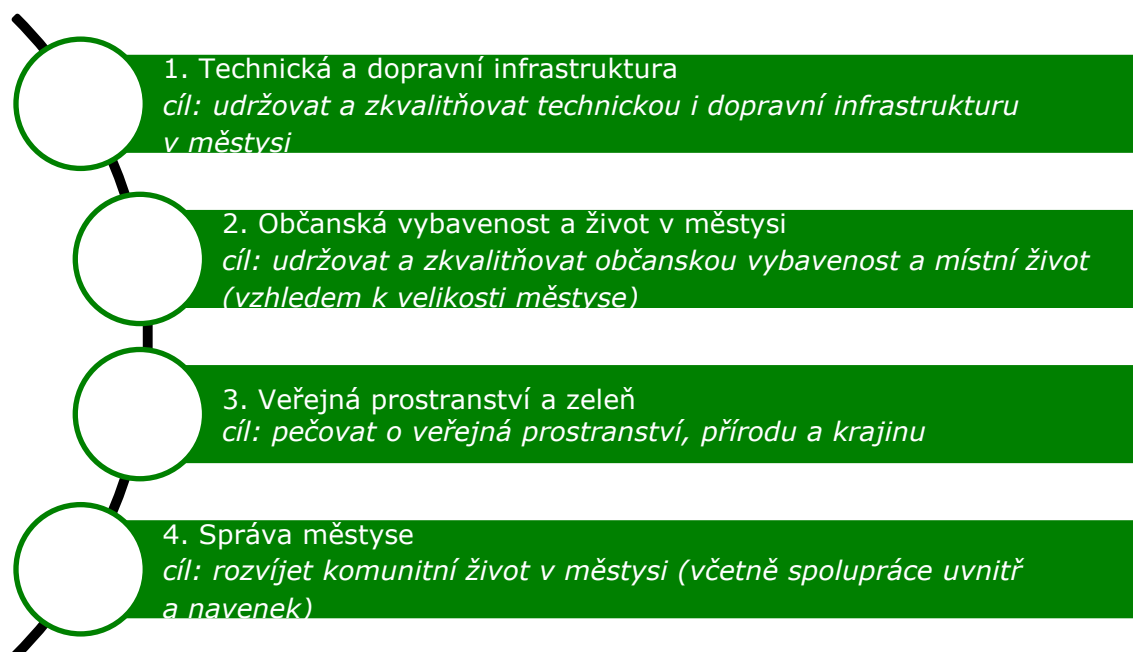 1. Technická a dopravní infrastruktura
cíl: udržovat a zkvalitňovat technickou i dopravní infrastrukturu
v městysi
2. Občanská vybavenost a život v městysi
cíl: udržovat a zkvalitňovat občanskou vybavenost a místní život
(vzhledem k velikosti městyse)
3. Veřejná prostranství a zeleň
cíl: pečovat o veřejná prostranství, přírodu a krajinu
4. Správa městyse
cíl: rozvíjet komunitní život v městysi (včetně spolupráce uvnitř
a navenek)